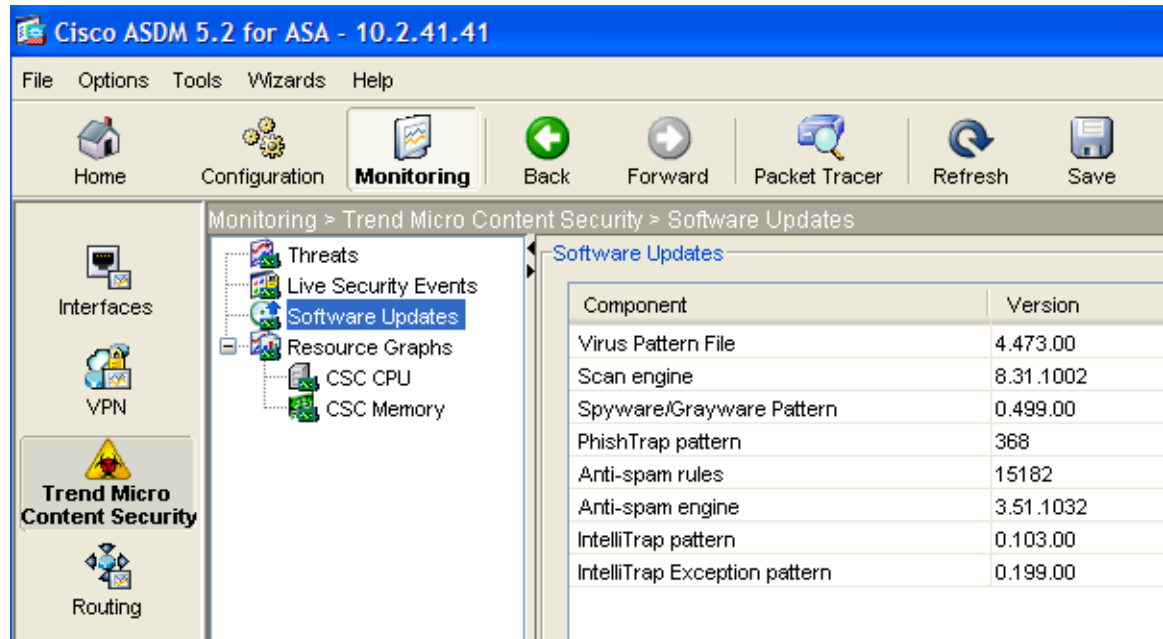 Cisco ASDM 5.2 for ASA - 10.2.41.41
File Options Tools Wizards Help
Home Configuration Monitoring Back Forward Packet Tracer Refresh Save
Monitoring > Trend Micro Content Security > Software Updates
Interfaces
VPN
Trend Micro
Content Security
Routing
Threats
Live Security Events
Software Updates
Resource Graphs
CSC CPU
CSC Memory
Software Updates
Component Version
Virus Pattern File 4.473.00
Scan engine 8.31.1002
Spyware/Grayware Pattern 0.499.00
PhishTrap pattern 368
Anti-spam rules 15182
Anti-spam engine 3.51.1032
IntelliTrap pattern 0.103.00
IntelliTrap Exception pattern 0.199.00